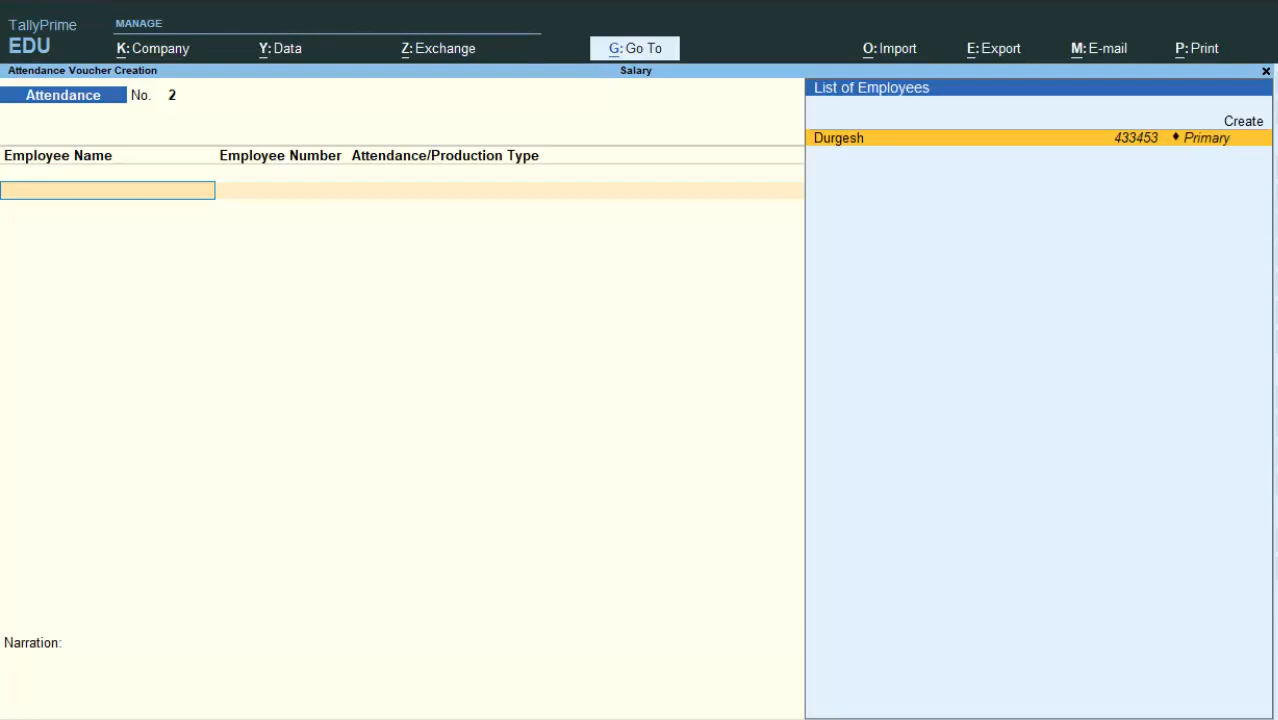 TallyPrime
EDU
MANAGE
K: Company
Y: Data
Z: Exchange
G: Go To
O: Import
E: Export
M: E-mail
P: Print
Attendance Voucher Creation
Salary
×
Attendance No. 2
List of Employees
Create
Durgesh 433453 ♦ Primary
Employee Name Employee Number Attendance/Production Type
Narration: